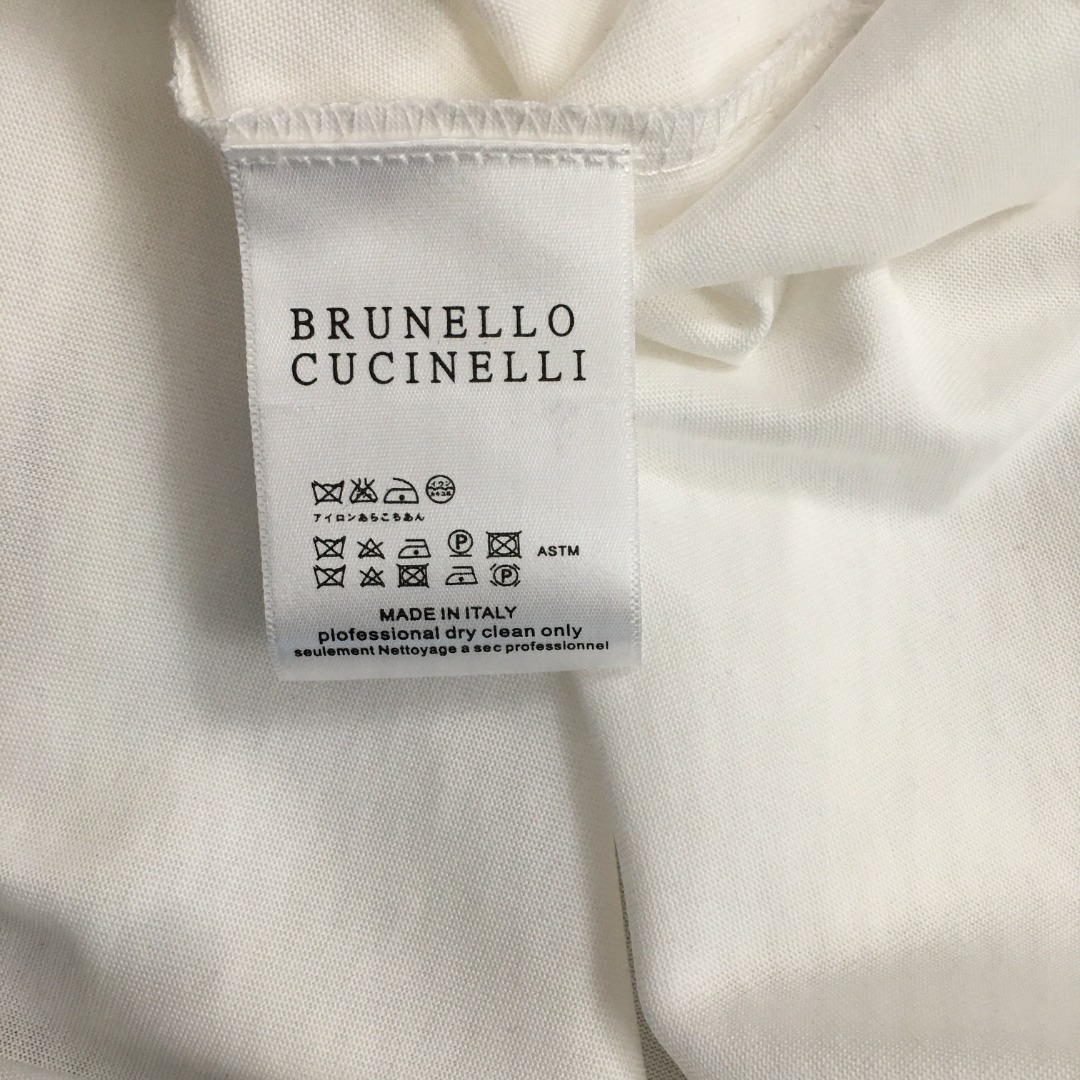 BRUNELLO
CUCINELLI
アイロンあらこちあん
P
ASTM
P
MADE IN ITALY
plofessional dry clean only
seulement Nettoyage a sec professionnel